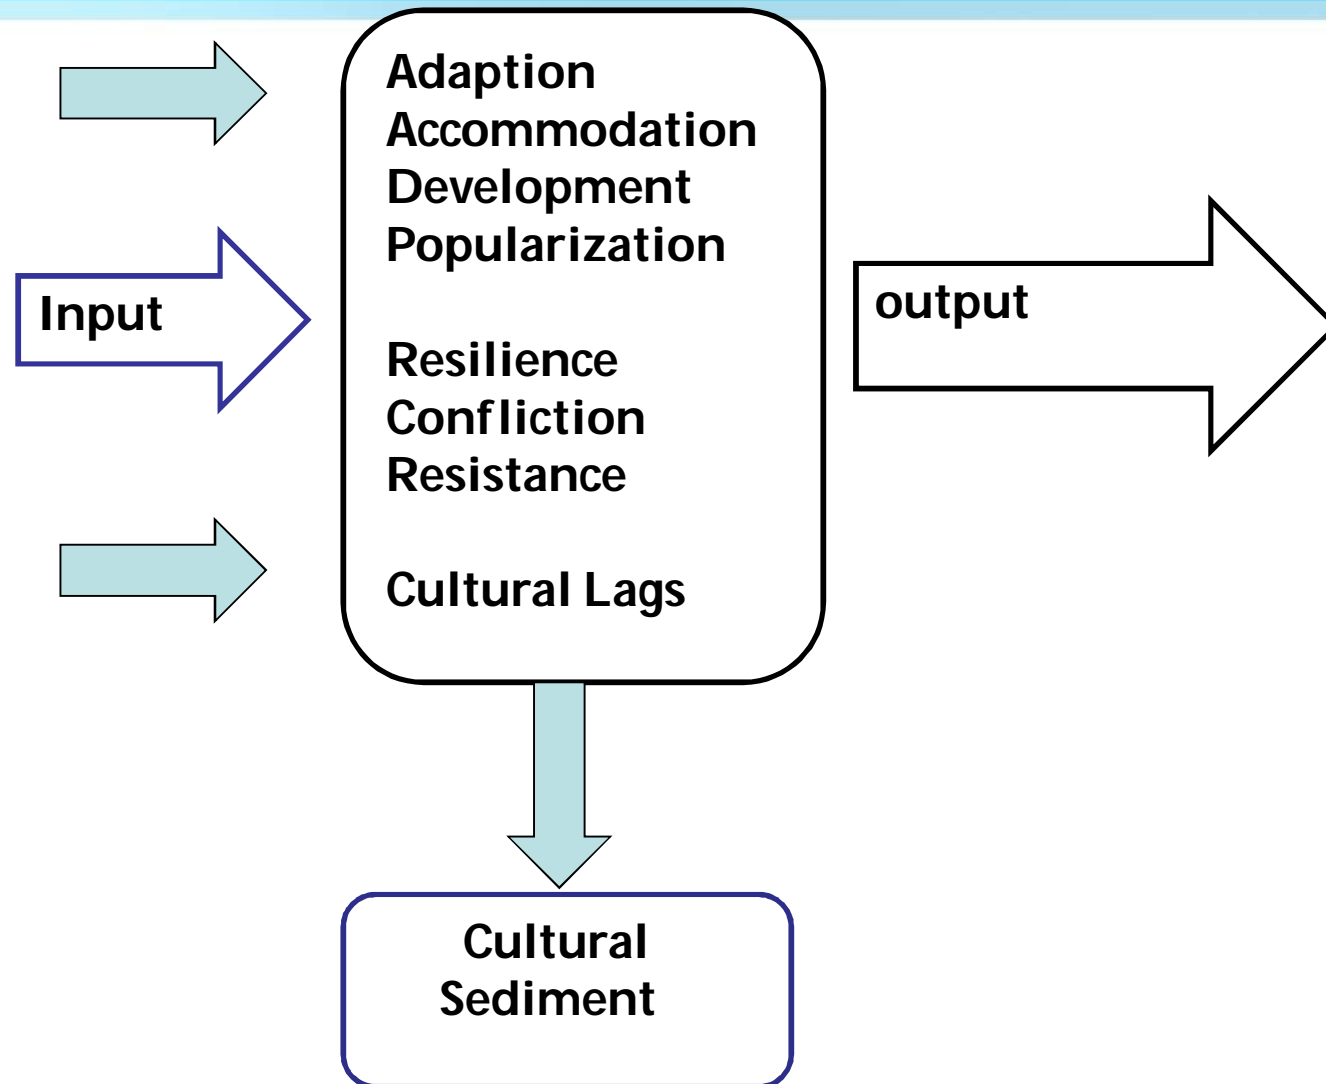 Adaption
Accommodation
Development
Popularization
Input
output
Resilience
Confliction
Resistance
Cultural Lags
Cultural
Sediment